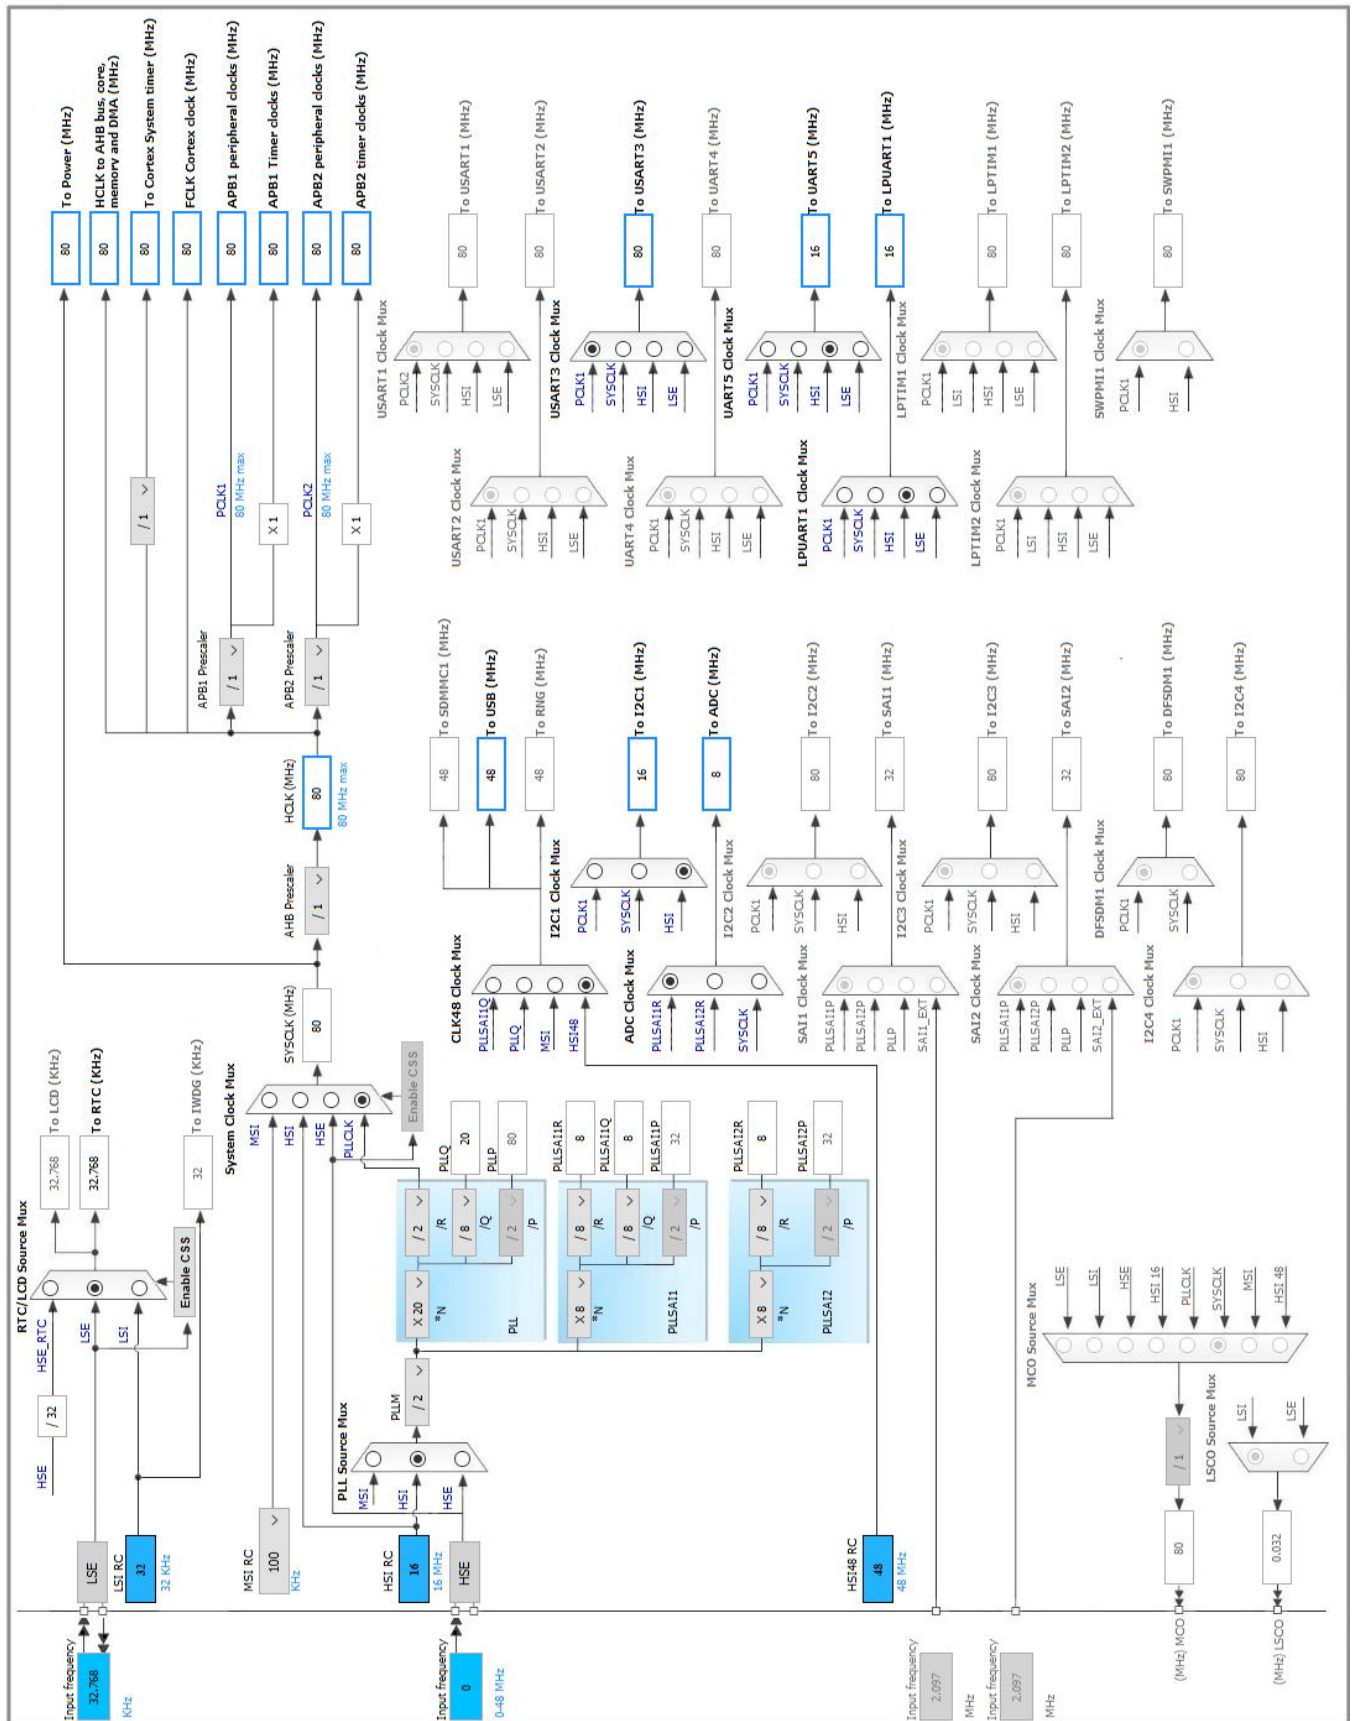 RTC/LCD Source Mux
HSE
/ 32
HSE_RTC
LSE
LSI
32.768
To LCD (KHz)
32.768
To RTC (KHz)
Enable CSS
32
To IWDG (KHz)
Input frequency
32.768
KHz
LSE
LSI RC
32
32 KHz
MSI RC
100
KHz
HSI RC
16
16 MHz
Input frequency
0
0-48 MHz
HSE
PLL Source Mux
MSI
HSI
HSE
PLLM
/ 2
X 20
*N
/ 2
/R
/ 8
/Q
/ 2
/P
PLL
PLLQ
20
PLLP
80
X 8
*N
/ 8
/R
/ 8
/Q
/ 2
/P
PLLSAI1
PLLSAI1R
8
PLLSAI1Q
8
PLLSAI1P
32
X 8
*N
/ 8
/R
/ 2
/P
PLLSAI2
PLLSAI2R
8
PLLSAI2P
32
System Clock Mux
MSI
HSI
HSE
PLLCLK
Enable CSS
SYSCLK (MHz)
80
AHB Prescaler
/ 1
HCLK (MHz)
80
80 MHz max
APB1 Prescaler
/ 1
APB2 Prescaler
/ 1
/ 1
PCLK1
80 MHz max
X 1
PCLK2
80 MHz max
X 1
80
To Power (MHz)
80
HCLK to AHB bus, core,
memory and DMA (MHz)
80
To Cortex System timer (MHz)
80
FCLK Cortex clock (MHz)
80
APB1 peripheral clocks (MHz)
80
APB1 Timer clocks (MHz)
80
APB2 peripheral clocks (MHz)
80
APB2 timer clocks (MHz)
HSI48 RC
48
48 MHz
CLK48 Clock Mux
PLLSAI1Q
PLLQ
MSI
HSI48
48
To SDMMC1 (MHz)
48
To USB (MHz)
48
To RNG (MHz)
I2C1 Clock Mux
PCLK1
SYSCLK
HSI
16
To I2C1 (MHz)
ADC Clock Mux
PLLSAI1R
PLLSAI2R
SYSCLK
8
To ADC (MHz)
I2C2 Clock Mux
PCLK1
SYSCLK
HSI
80
To I2C2 (MHz)
SAI1 Clock Mux
PLLSAI1P
PLLSAI2P
PLLP
SAI1_EXT
32
To SAI1 (MHz)
I2C3 Clock Mux
PCLK1
SYSCLK
HSI
80
To I2C3 (MHz)
SAI2 Clock Mux
PLLSAI1P
PLLSAI2P
PLLP
SAI2_EXT
32
To SAI2 (MHz)
DFSDM1 Clock Mux
PCLK1
SYSCLK
80
To DFSDM1 (MHz)
I2C4 Clock Mux
PCLK1
SYSCLK
HSI
80
To I2C4 (MHz)
USART1 Clock Mux
PCLK2
SYSCLK
HSI
LSE
80
To USART1 (MHz)
USART2 Clock Mux
PCLK1
SYSCLK
HSI
LSE
80
To USART2 (MHz)
USART3 Clock Mux
PCLK1
SYSCLK
HSI
LSE
80
To USART3 (MHz)
UART4 Clock Mux
PCLK1
SYSCLK
HSI
LSE
80
To UART4 (MHz)
UART5 Clock Mux
PCLK1
SYSCLK
HSI
LSE
16
To UART5 (MHz)
LPUART1 Clock Mux
PCLK1
SYSCLK
HSI
LSE
16
To LPUART1 (MHz)
LPTIM1 Clock Mux
PCLK1
LSI
HSI
LSE
80
To LPTIM1 (MHz)
LPTIM2 Clock Mux
PCLK1
LSI
HSI
LSE
80
To LPTIM2 (MHz)
SWPMI1 Clock Mux
PCLK1
HSI
80
To SWPMI1 (MHz)
Input frequency
2.097
MHz
Input frequency
2.097
MHz
MCO Source Mux
LSE
LSI
HSE
HSI 16
PLLCLK
SYSCLK
MSI
HSI 48
/ 1
80
(MHz) MCO
LSCO Source Mux
LSI
LSE
0.032
(MHz) LSCO